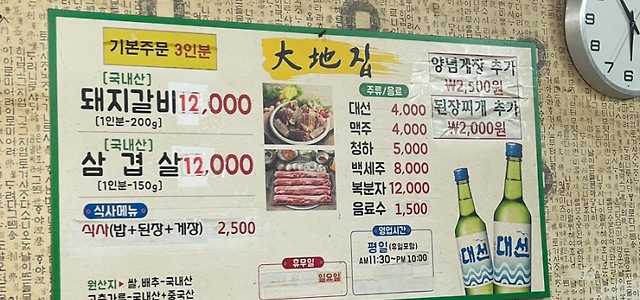 기본주문 3인분
大地집
[국내산]
돼지갈비 12,000
[1인분-200g]
[국내산]
삼겹살 12,000
[1인분-150g]
식사메뉴
식사(밥+된장+게장) 2,500
원산지▶쌀,배추-국내산
고춧가루-국내산+중국산
주류/음료
대선 4,000
맥주 4,000
청하 5,000
백세주 8,000
복분자 12,000
음료수 1,500
영업시간
평일(휴일포함)
AM11:30~PM10:00
휴무일
일요일
양념게장 추가
₩2,500원
된장찌개 추가
₩2,000원
대선
대선